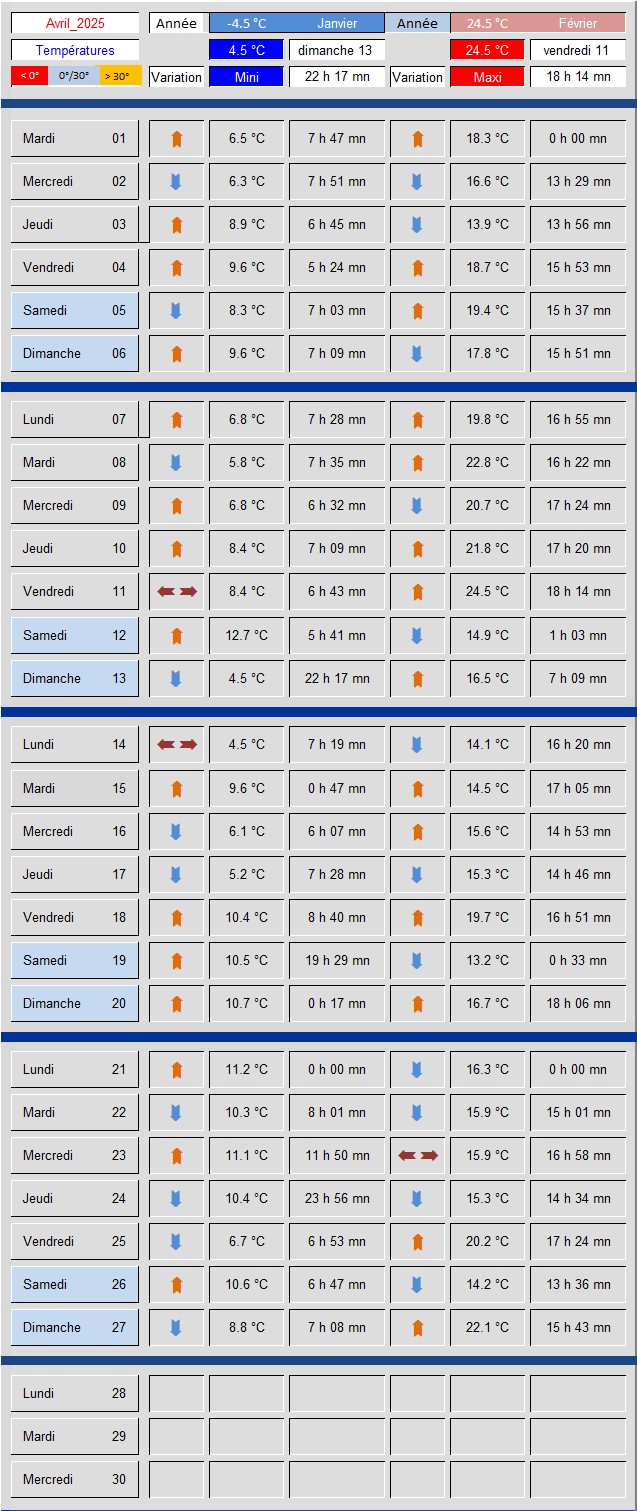 Avril_2025 Année -4.5 °C Janvier Année 24.5 °C Février
Températures 4.5 °C dimanche 13 24.5 °C vendredi 11
< 0° 0°/30° > 30° Variation Mini 22 h 17 mn Variation Maxi 18 h 14 mn
Mardi 01 6.5 °C 7 h 47 mn 18.3 °C 0 h 00 mn
Mercredi 02 6.3 °C 7 h 51 mn 16.6 °C 13 h 29 mn
Jeudi 03 8.9 °C 6 h 45 mn 13.9 °C 13 h 56 mn
Vendredi 04 9.6 °C 5 h 24 mn 18.7 °C 15 h 53 mn
Samedi 05 8.3 °C 7 h 03 mn 19.4 °C 15 h 37 mn
Dimanche 06 9.6 °C 7 h 09 mn 17.8 °C 15 h 51 mn
Lundi 07 6.8 °C 7 h 28 mn 19.8 °C 16 h 55 mn
Mardi 08 5.8 °C 7 h 35 mn 22.8 °C 16 h 22 mn
Mercredi 09 6.8 °C 6 h 32 mn 20.7 °C 17 h 24 mn
Jeudi 10 8.4 °C 7 h 09 mn 21.8 °C 17 h 20 mn
Vendredi 11 8.4 °C 6 h 43 mn 24.5 °C 18 h 14 mn
Samedi 12 12.7 °C 5 h 41 mn 14.9 °C 1 h 03 mn
Dimanche 13 4.5 °C 22 h 17 mn 16.5 °C 7 h 09 mn
Lundi 14 4.5 °C 7 h 19 mn 14.1 °C 16 h 20 mn
Mardi 15 9.6 °C 0 h 47 mn 14.5 °C 17 h 05 mn
Mercredi 16 6.1 °C 6 h 07 mn 15.6 °C 14 h 53 mn
Jeudi 17 5.2 °C 7 h 28 mn 15.3 °C 14 h 46 mn
Vendredi 18 10.4 °C 8 h 40 mn 19.7 °C 16 h 51 mn
Samedi 19 10.5 °C 19 h 29 mn 13.2 °C 0 h 33 mn
Dimanche 20 10.7 °C 0 h 17 mn 16.7 °C 18 h 06 mn
Lundi 21 11.2 °C 0 h 00 mn 16.3 °C 0 h 00 mn
Mardi 22 10.3 °C 8 h 01 mn 15.9 °C 15 h 01 mn
Mercredi 23 11.1 °C 11 h 50 mn 15.9 °C 16 h 58 mn
Jeudi 24 10.4 °C 23 h 56 mn 15.3 °C 14 h 34 mn
Vendredi 25 6.7 °C 6 h 53 mn 20.2 °C 17 h 24 mn
Samedi 26 10.6 °C 6 h 47 mn 14.2 °C 13 h 36 mn
Dimanche 27 8.8 °C 7 h 08 mn 22.1 °C 15 h 43 mn
Lundi 28
Mardi 29
Mercredi 30